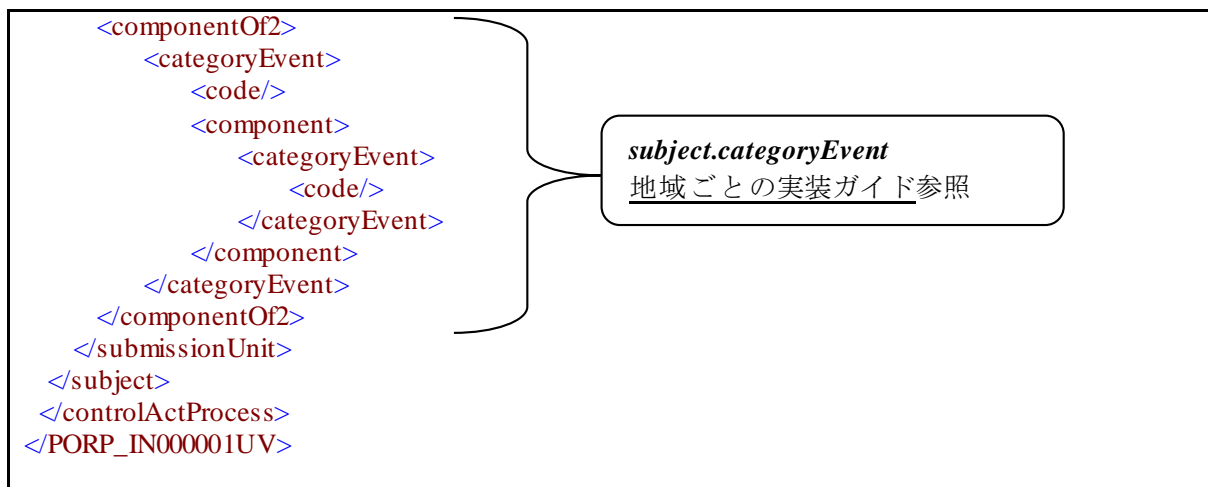 <componentOf2>
<categoryEvent>
<code/>
<component>
<categoryEvent>
<code/>
</categoryEvent>
</component>
</categoryEvent>
</componentOf2>
</submissionUnit>
</subject>
</controlActProcess>
</PORP_IN000001UV>
subject.categoryEvent
地域ごとの実装ガイド参照